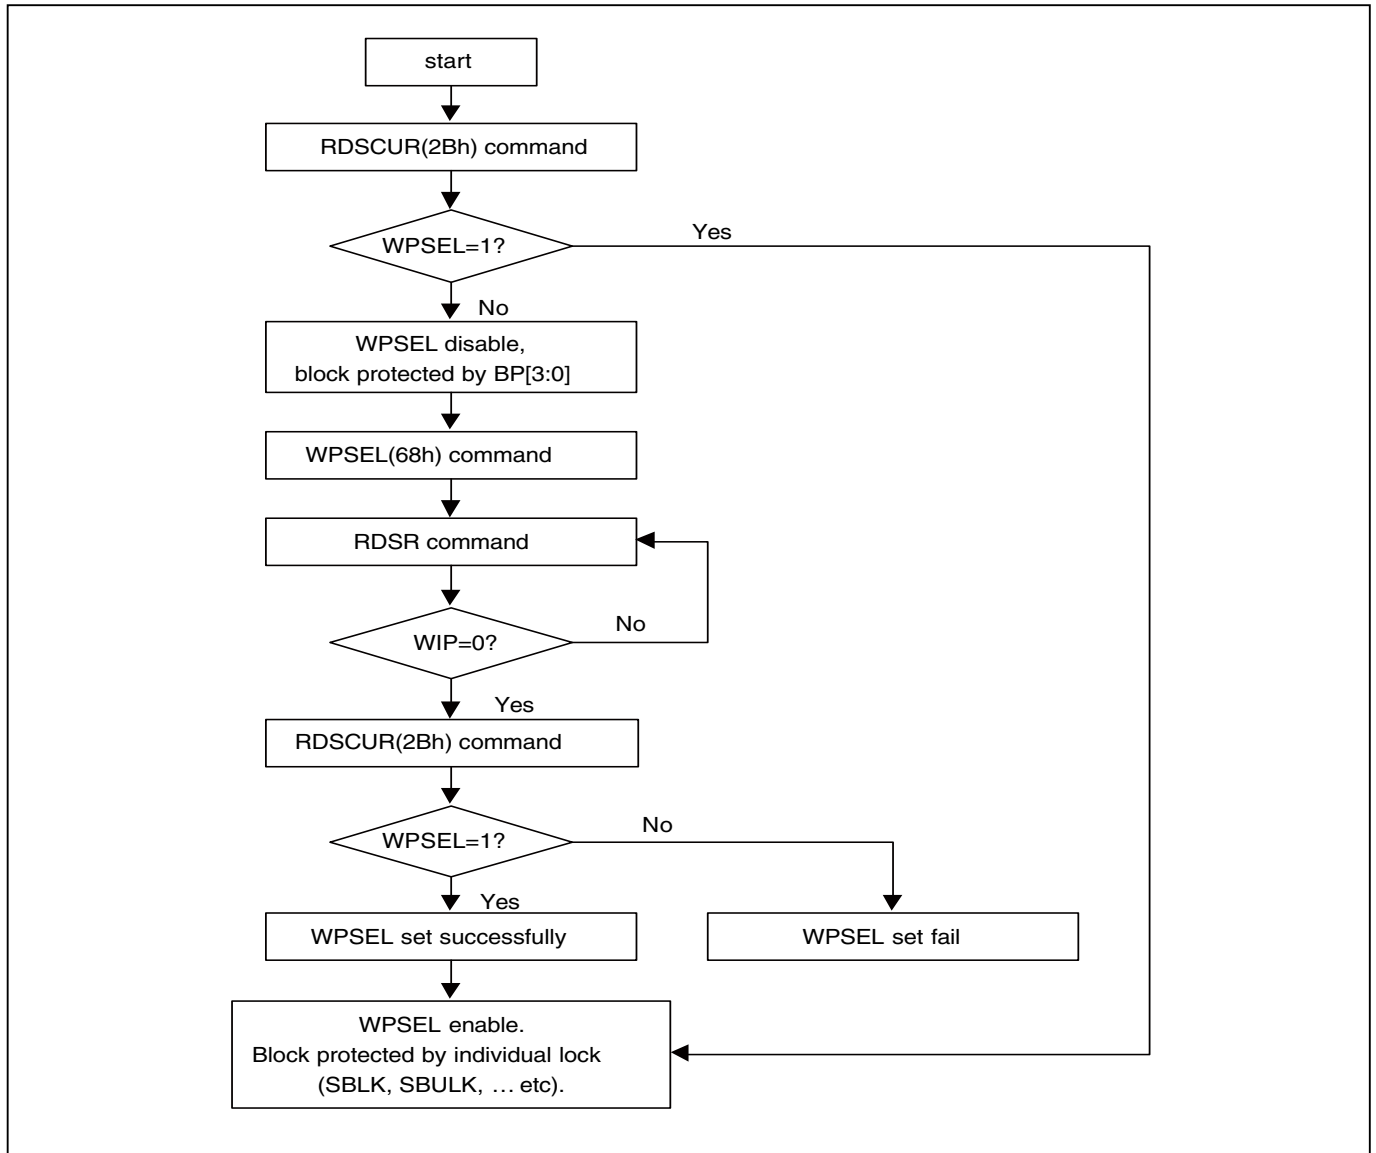 start
RDSCUR(2Bh) command
WPSEL=1?
Yes
No
WPSEL disable,
block protected by BP[3:0]
WPSEL(68h) command
RDSR command
WIP=0?
No
Yes
RDSCUR(2Bh) command
WPSEL=1?
No
Yes
WPSEL set successfully
WPSEL set fail
WPSEL enable.
Block protected by individual lock
(SBLK, SBULK, … etc).